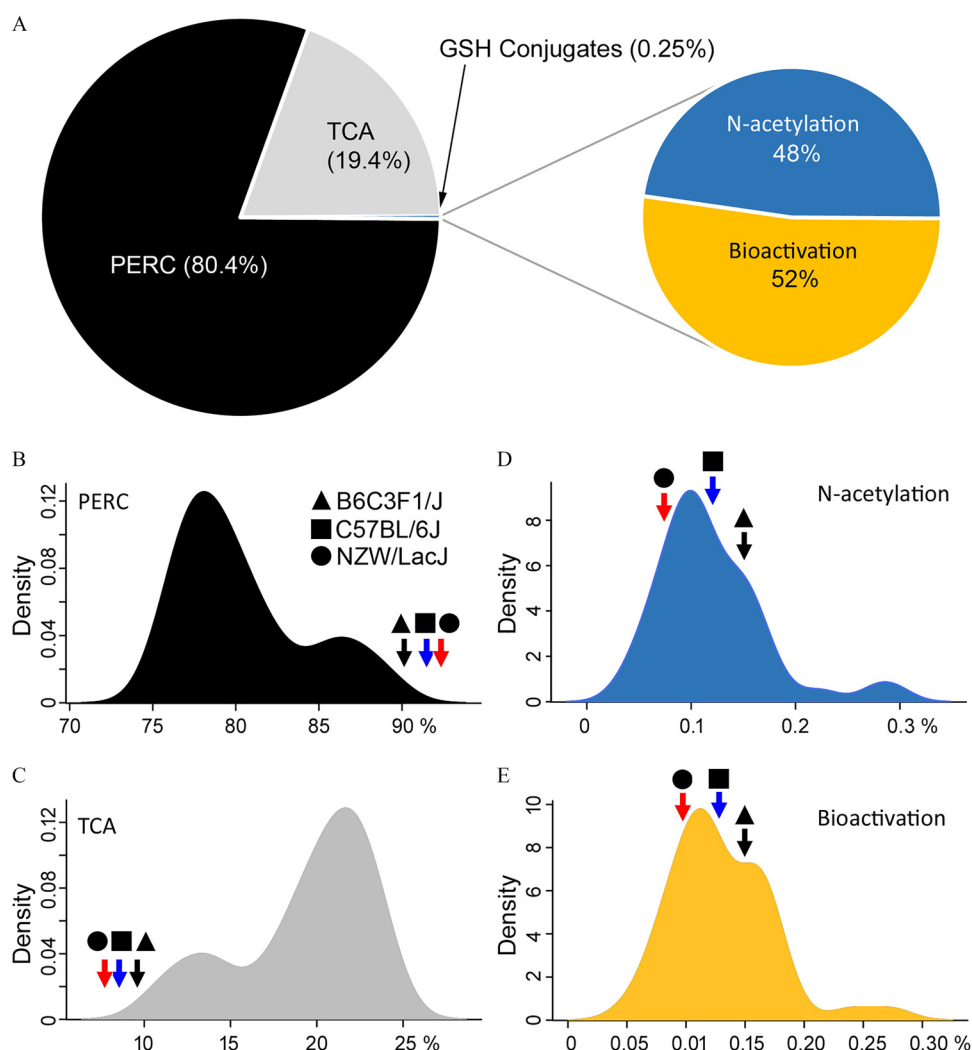 A
GSH Conjugates (0.25%)
TCA
(19.4%)
PERC (80.4%)
N-acetylation
48%
Bioactivation
52%
B
PERC
B6C3F1/J
C57BL/6J
NZW/LacJ
Density
0.12
0.08
0.04
0
70 75 80 85 90 %
C
TCA
Density
0.12
0.08
0.04
0
10 15 20 25 %
D
N-acetylation
Density
8
6
4
2
0
0 0.1 0.2 0.3 %
E
Bioactivation
Density
10
8
6
4
2
0
0 0.05 0.01 0.15 0.01 0.25 0.30 %